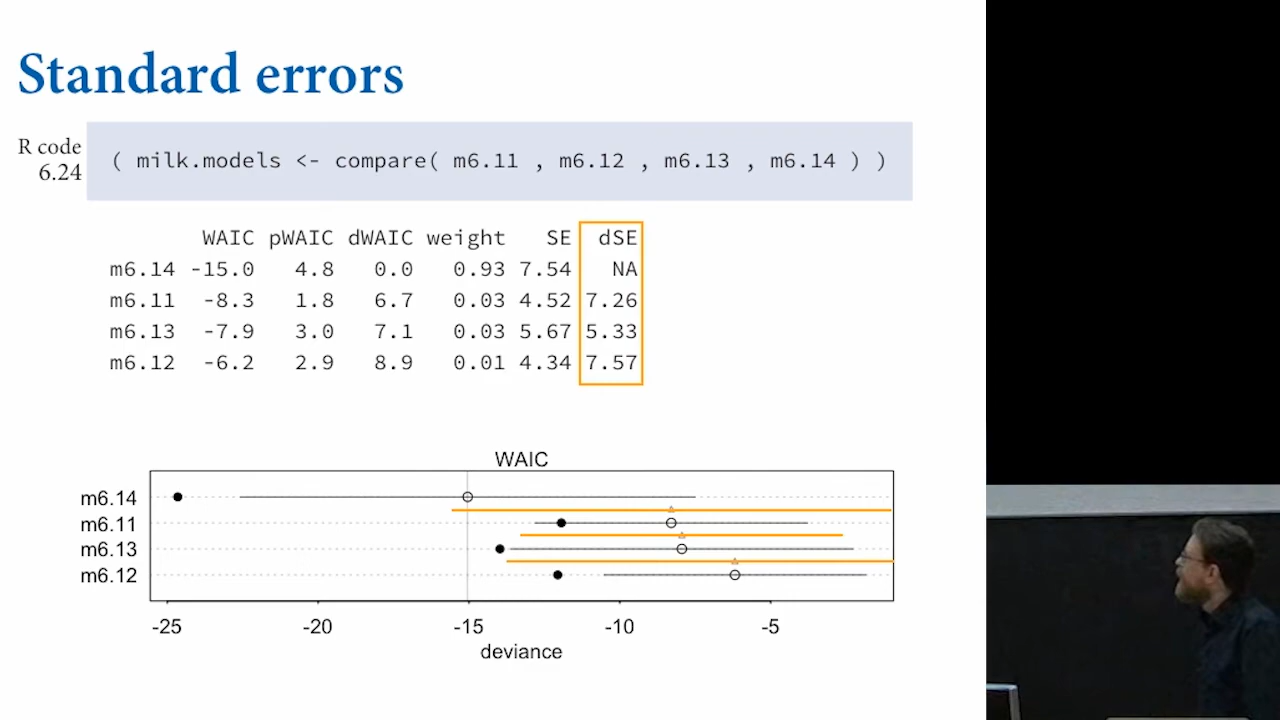 Standard errors
R code
6.24
( milk.models <- compare( m6.11 , m6.12 , m6.13 , m6.14 ) )
WAIC pWAIC dWAIC weight SE dSE
m6.14 -15.0 4.8 0.0 0.93 7.54 NA
m6.11 -8.3 1.8 6.7 0.03 4.52 7.26
m6.13 -7.9 3.0 7.1 0.03 5.67 5.33
m6.12 -6.2 2.9 8.9 0.01 4.34 7.57
WAIC
m6.14
m6.11
m6.13
m6.12
-25 -20 -15 -10 -5
deviance